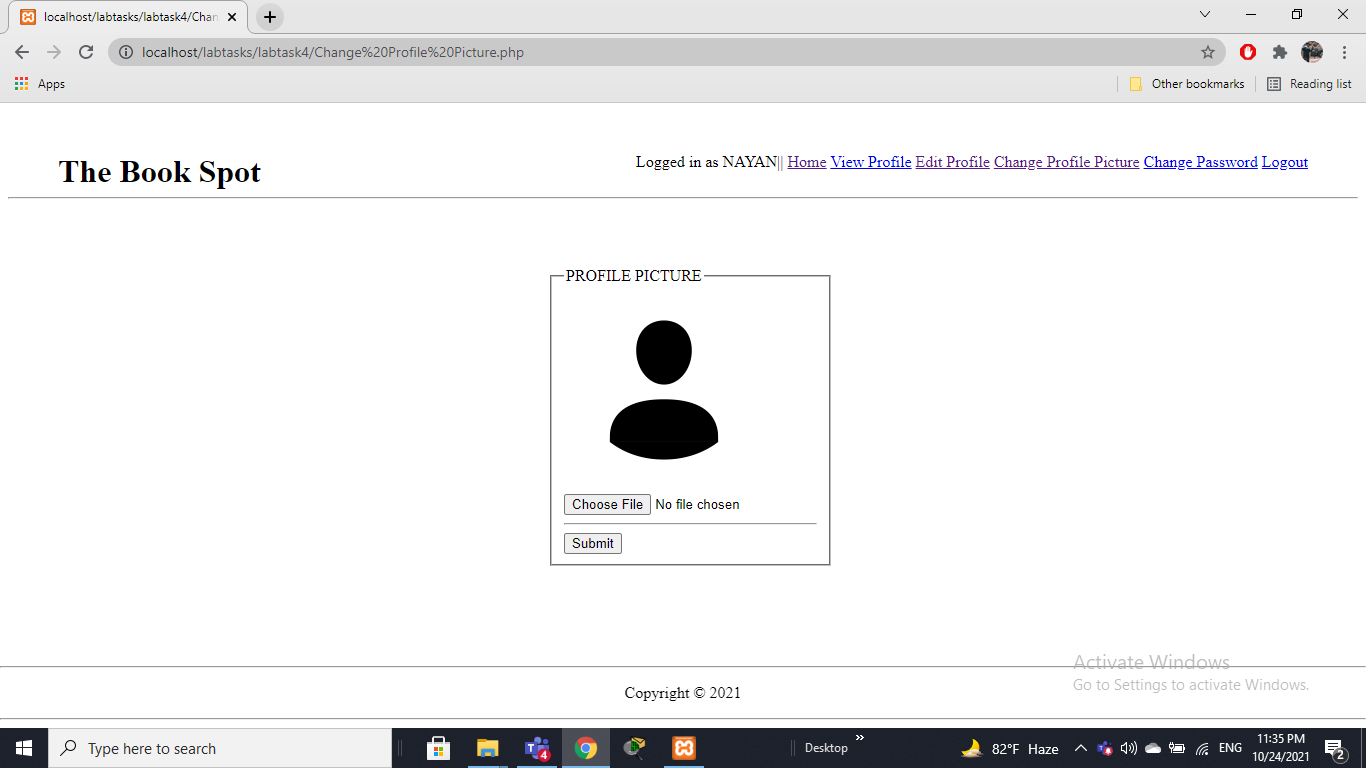 localhost/labtasks/labtask4/Chan
localhost/labtasks/labtask4/Change%20Profile%20Picture.php
Apps
Other bookmarks
Reading list
The Book Spot
Logged in as NAYAN|| Home View Profile Edit Profile Change Profile Picture Change Password Logout
PROFILE PICTURE
Choose File No file chosen
Submit
Activate Windows
Go to Settings to activate Windows.
Copyright © 2021
Type here to search
4
Desktop
82°F Haze
ENG
11:35 PM
10/24/2021
2